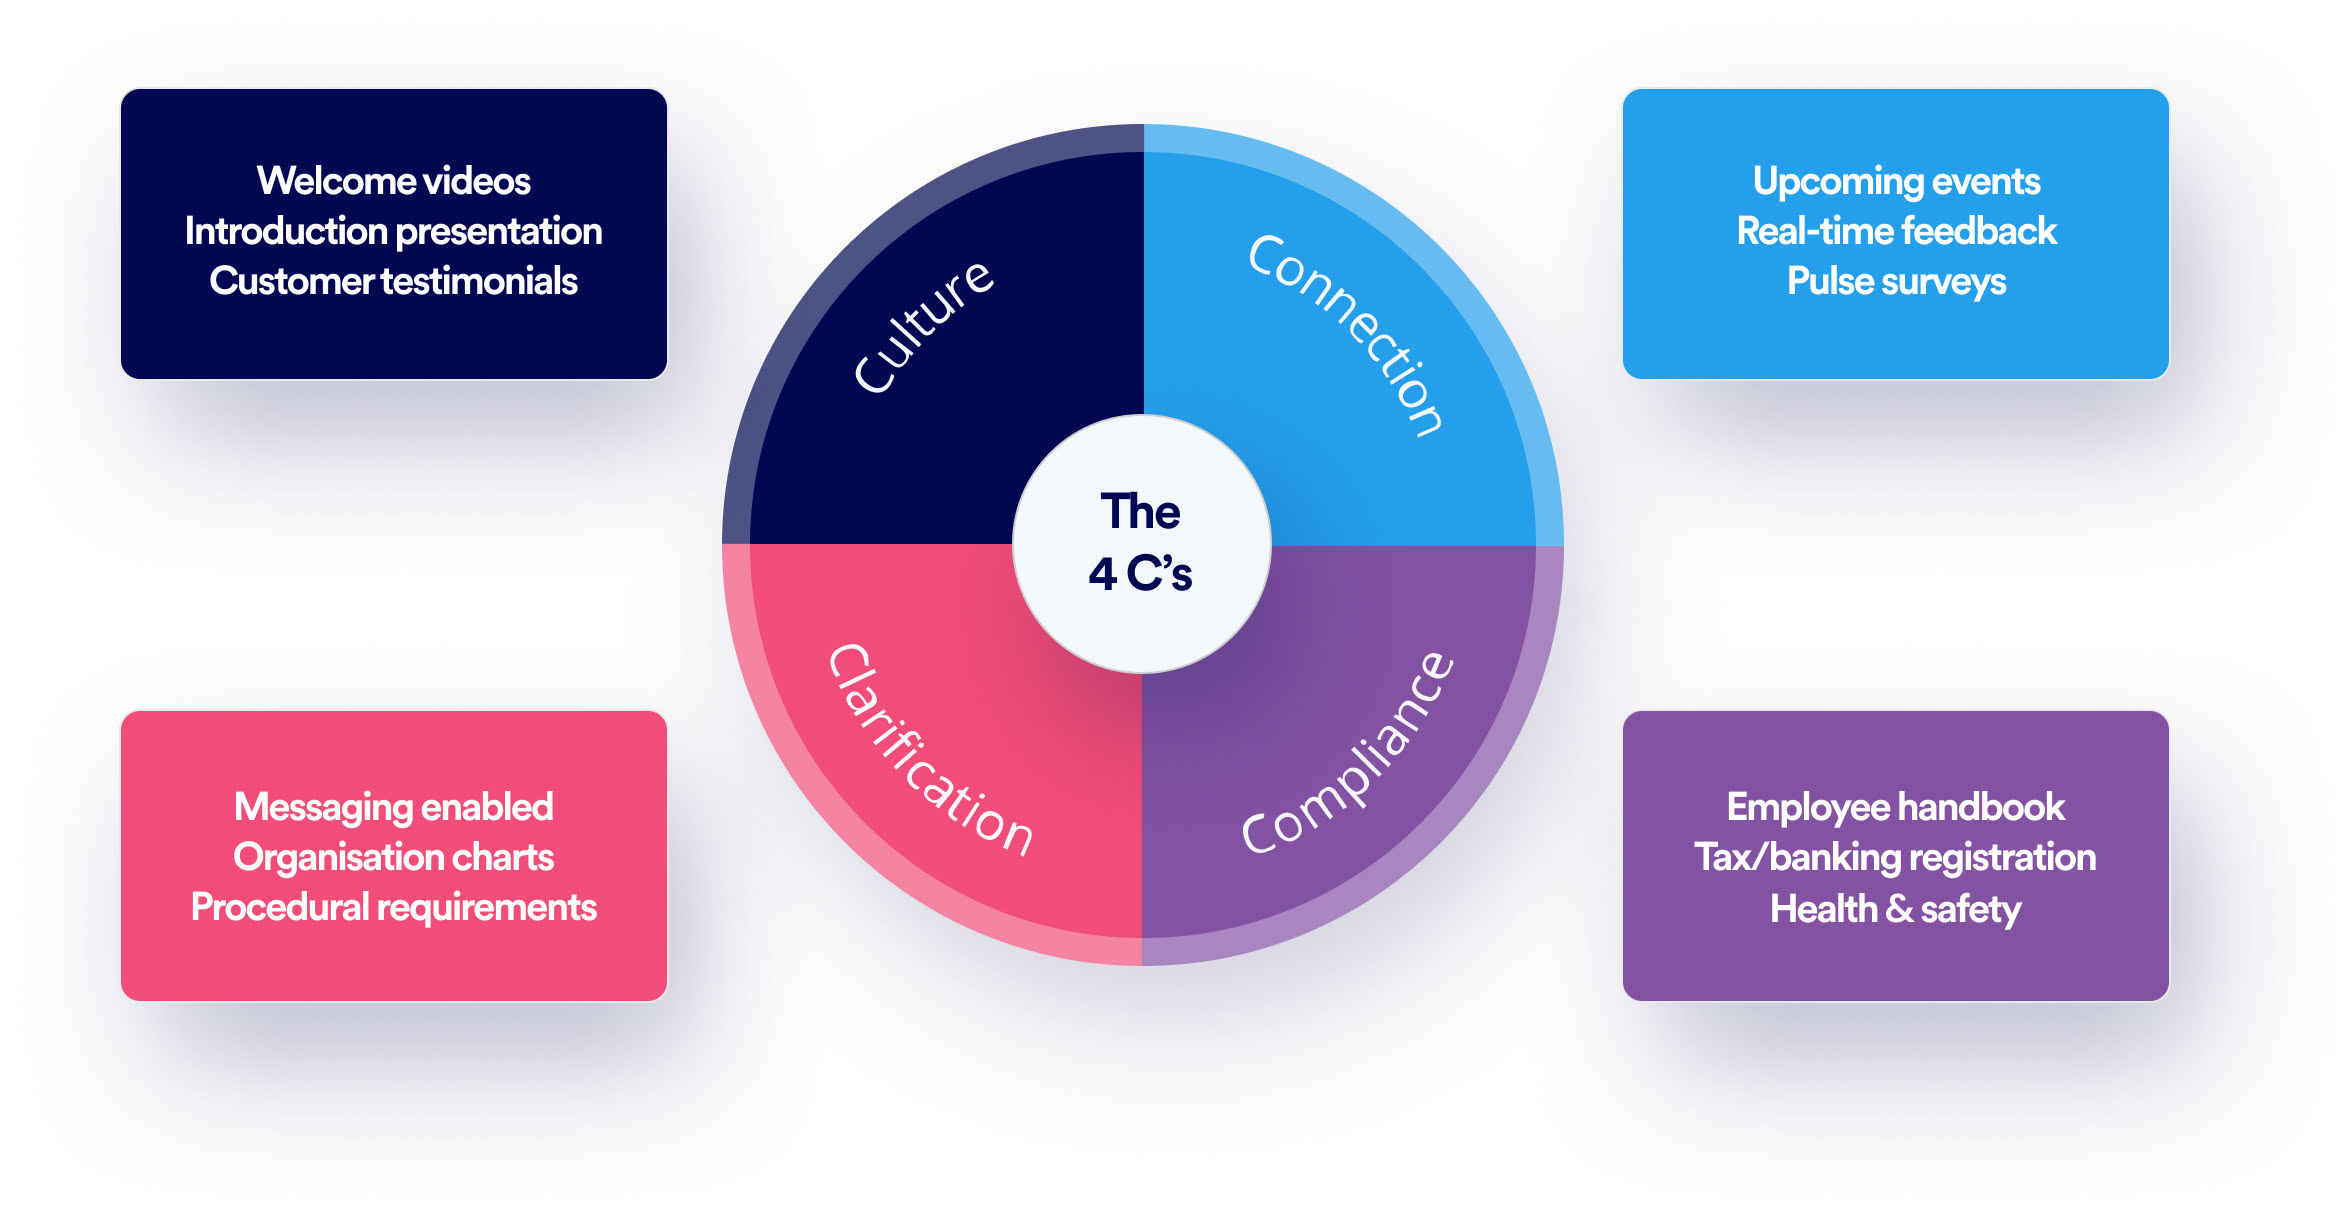 Welcome videos
Introduction presentation
Customer testimonials
Culture
Connection
Upcoming events
Real-time feedback
Pulse surveys
The
4 C’s
Messaging enabled
Organisation charts
Procedural requirements
Clarification
Compliance
Employee handbook
Tax/banking registration
Health & safety